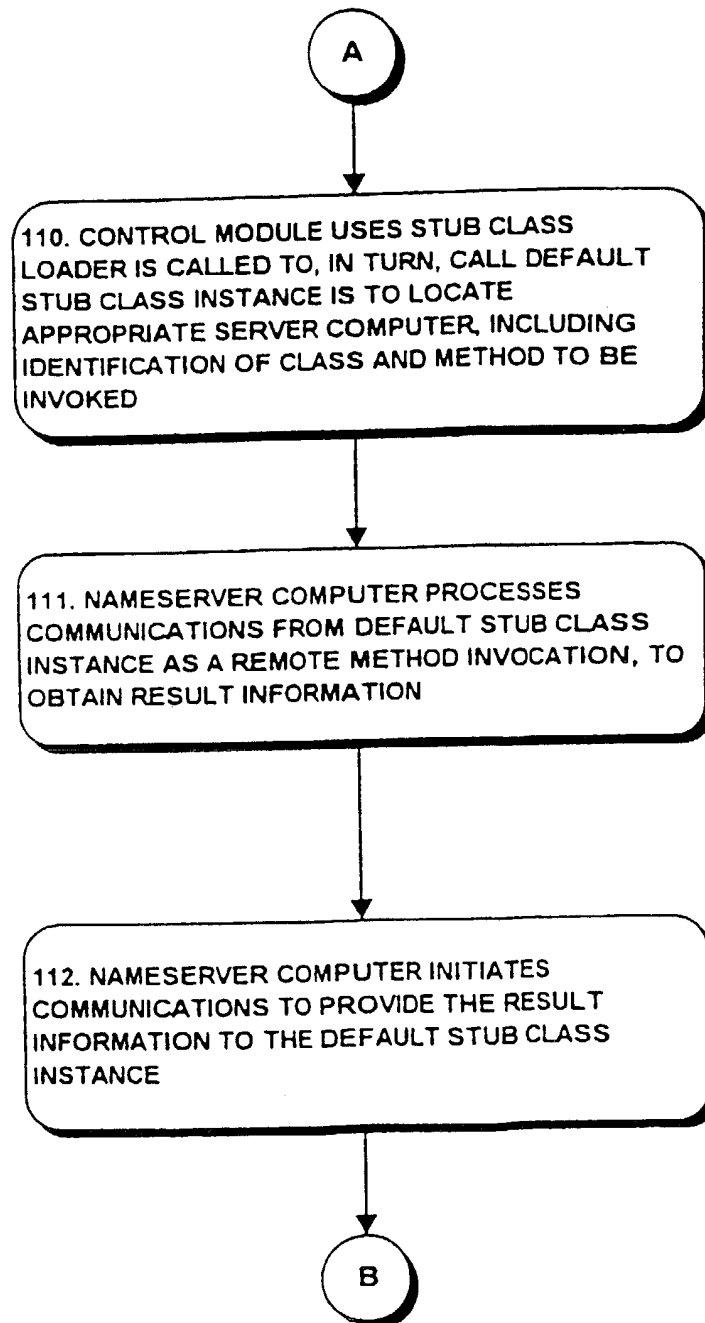 A
110. CONTROL MODULE USES STUB CLASS
LOADER IS CALLED TO, IN TURN, CALL DEFAULT
STUB CLASS INSTANCE IS TO LOCATE
APPROPRIATE SERVER COMPUTER, INCLUDING
IDENTIFICATION OF CLASS AND METHOD TO BE
INVOKED
111. NAMESERVER COMPUTER PROCESSES
COMMUNICATIONS FROM DEFAULT STUB CLASS
INSTANCE AS A REMOTE METHOD INVOCATION, TO
OBTAIN RESULT INFORMATION
112. NAMESERVER COMPUTER INITIATES
COMMUNICATIONS TO PROVIDE THE RESULT
INFORMATION TO THE DEFAULT STUB CLASS
INSTANCE
B